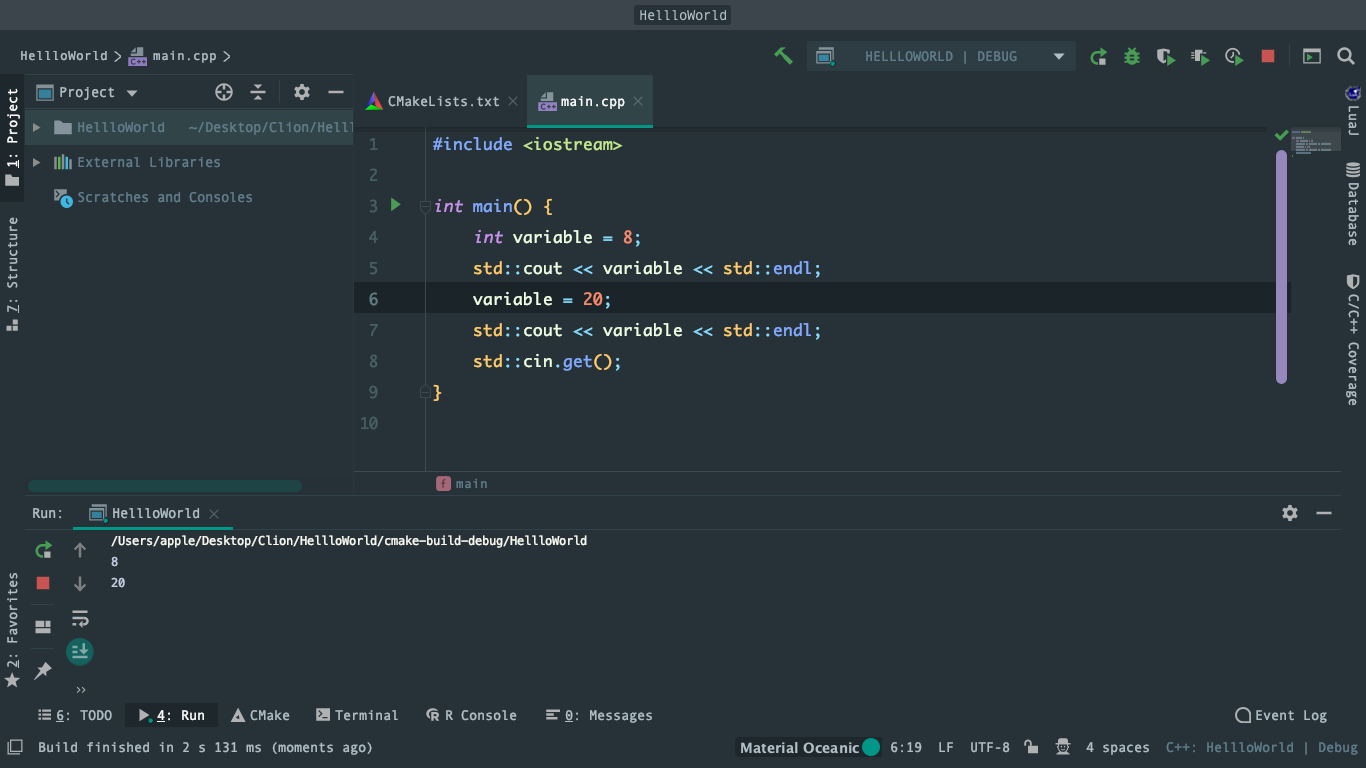 HellloWorld
HellloWorld main.cpp
HELLLOWORLD | DEBUG
1: Project
Z: Structure
2: Favorites
Project
HellloWorld ~/Desktop/Clion/Helll
External Libraries
Scratches and Consoles
CMakeLists.txt
main.cpp
1 #include <iostream>
2
3 int main() {
4 int variable = 8;
5 std::cout << variable << std::endl;
6 variable = 20;
7 std::cout << variable << std::endl;
8 std::cin.get();
9 }
10
f main
LuaJ
Database
C/C++ Coverage
Run: HellloWorld
/Users/apple/Desktop/Clion/HellloWorld/cmake-build-debug/HellloWorld
8
20
6: TODO 4: Run CMake Terminal R Console 0: Messages Event Log
Build finished in 2 s 131 ms (moments ago) Material Oceanic 6:19 LF UTF-8 4 spaces C++: HellloWorld | Debug